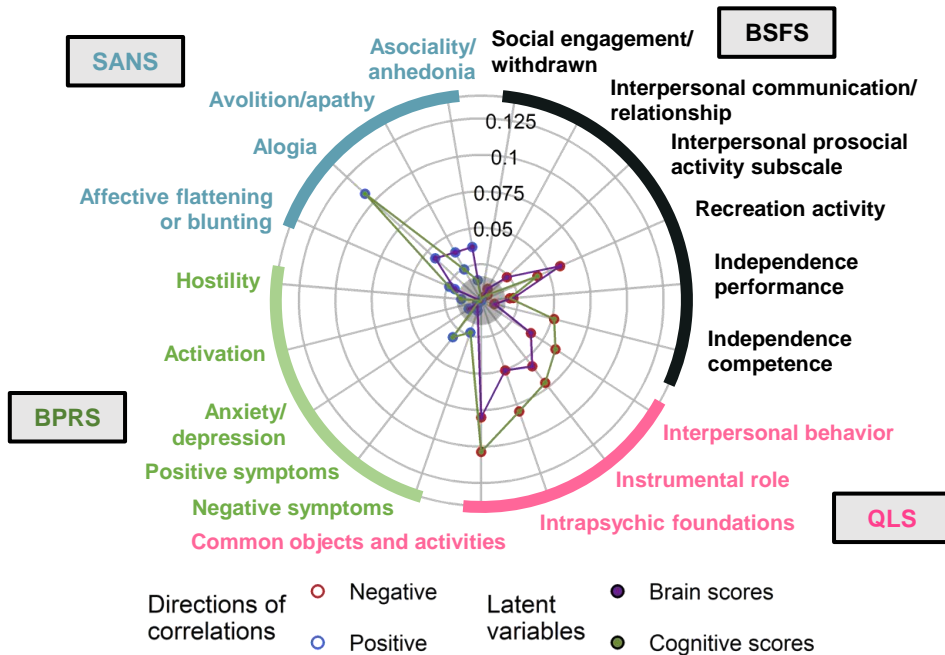 SANS
BSFS
Asociality/
anhedonia
Social engagement/
withdrawn
Avolition/apathy
Interpersonal communication/
relationship
Alogia
Interpersonal prosocial
activity subscale
Affective flattening
or blunting
Recreation activity
Hostility
Independence
performance
Activation
Independence
competence
BPRS
Anxiety/
depression
Interpersonal behavior
Positive symptoms
Instrumental role
Negative symptoms
Intrapsychic foundations
QLS
Common objects and activities
0.125
0.1
0.075
0.05
Directions of
correlations
Negative
Positive
Latent
variables
Brain scores
Cognitive scores